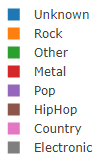 Unknown
Rock
Other
Metal
Pop
HipHop
Country
Electronic